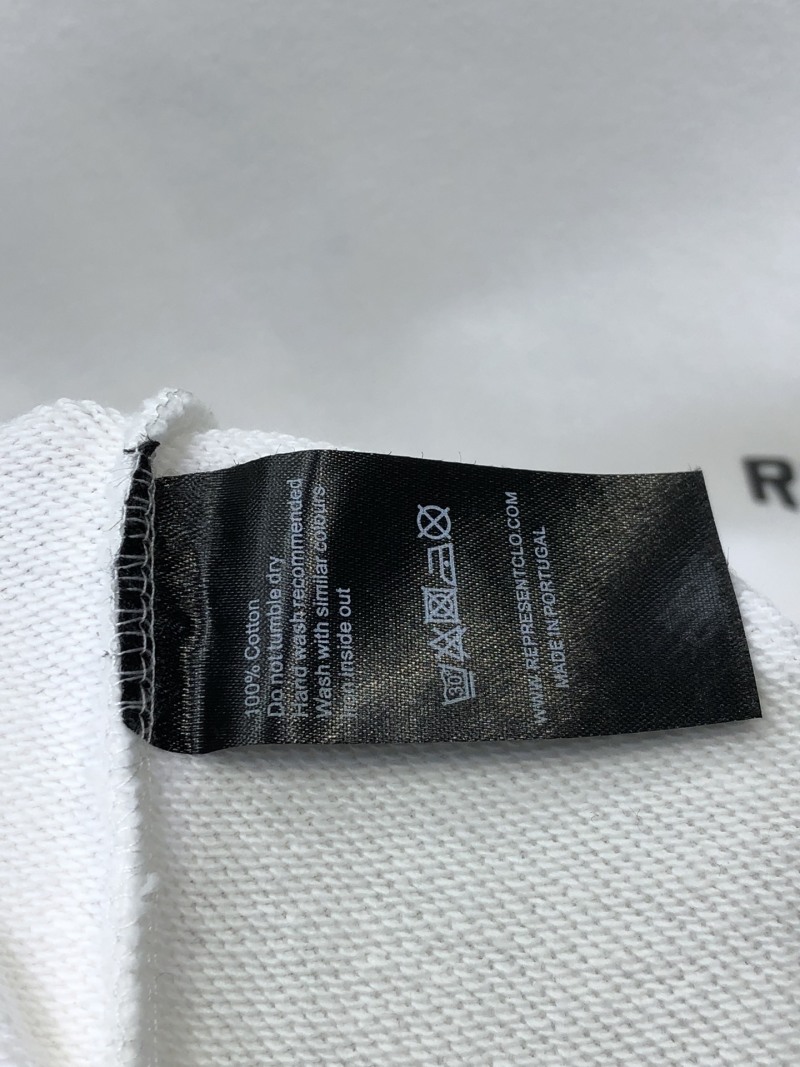 100% Cotton
Do not tumble dry
Hand wash recommended
Wash with similar colours
Iron inside out
30
WWW.REPRESENTCLO.COM
MADE IN PORTUGAL
R